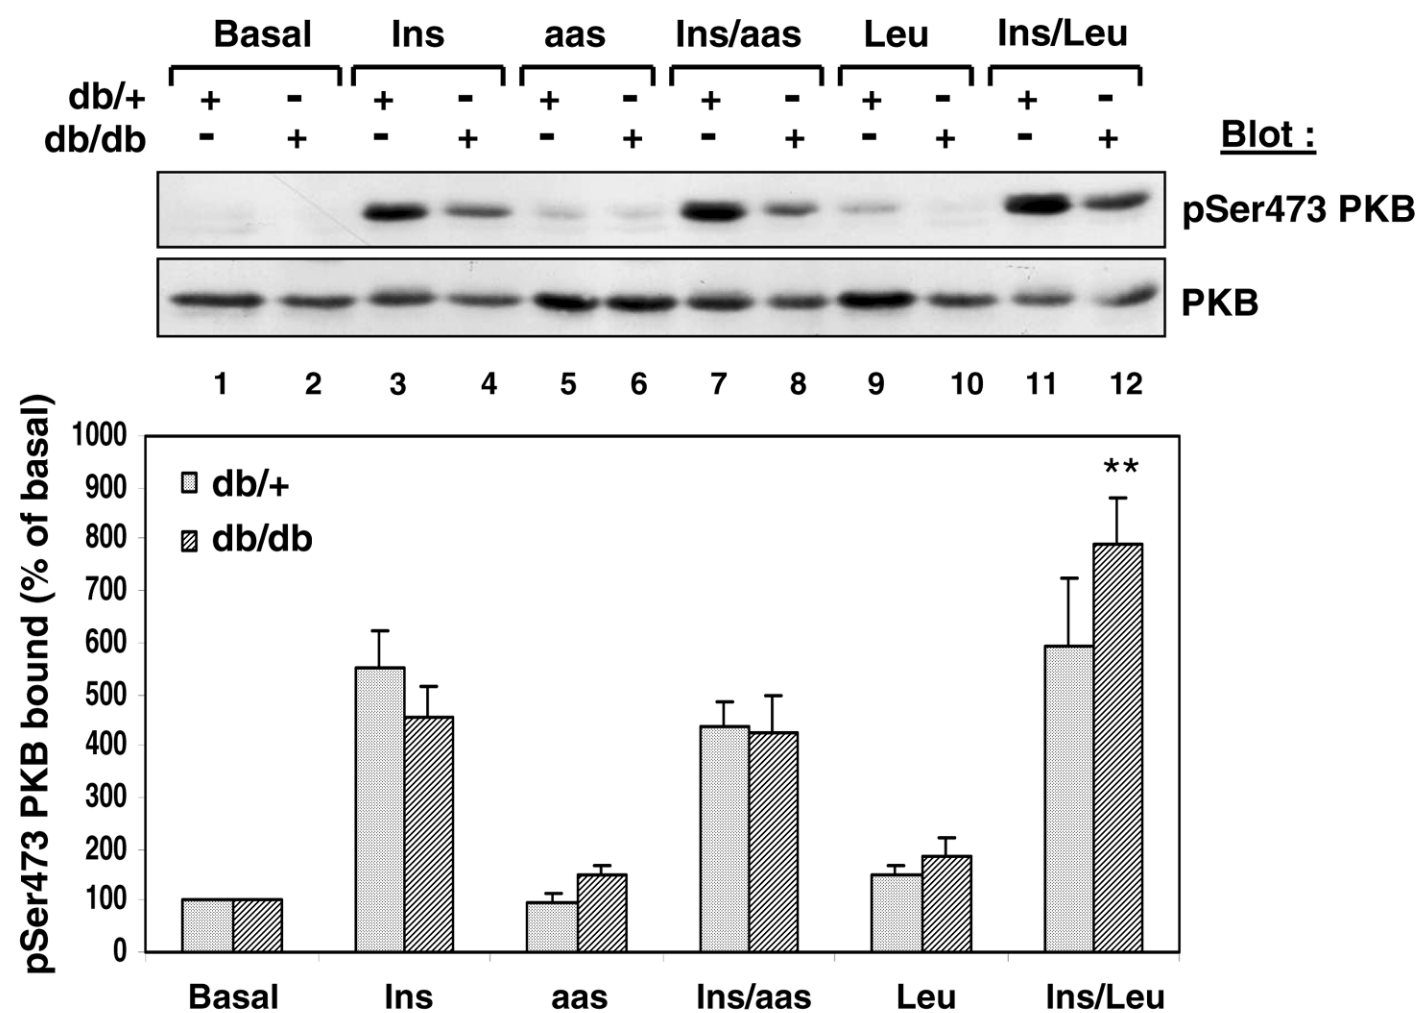 Basal Ins aas Ins/aas Leu Ins/Leu
db/+ + - + - + - + - + - + -
db/db - + - + - + - + - + - +
Blot :
pSer473 PKB
PKB
1 2 3 4 5 6 7 8 9 10 11 12
pSer473 PKB bound (% of basal)
1000
900
800
700
600
500
400
300
200
100
0
db/+
db/db
**
Basal Ins aas Ins/aas Leu Ins/Leu